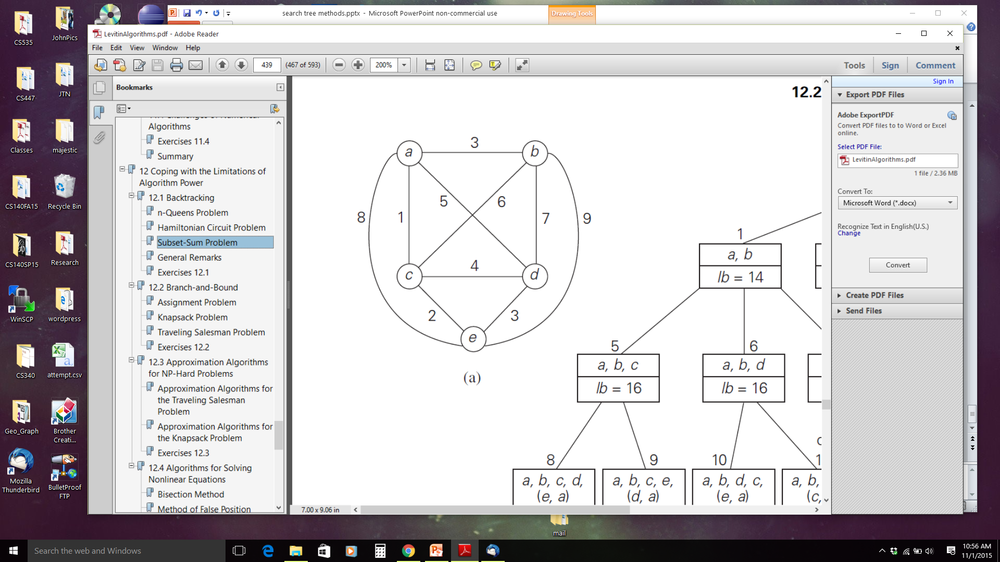 search tree methods.pptx - Microsoft PowerPoint non-commercial use
Drawing Tools
LevitinAlgorithms.pdf - Adobe Reader
File Edit View Window Help
439 (467 of 593) 200% Tools Sign Comment
Bookmarks
Algorithms
Exercises 11.4
Summary
12 Coping with the Limitations of
Algorithm Power
12.1 Backtracking
n-Queens Problem
Hamiltonian Circuit Problem
Subset-Sum Problem
General Remarks
Exercises 12.1
12.2 Branch-and-Bound
Assignment Problem
Knapsack Problem
Traveling Salesman Problem
Exercises 12.2
12.3 Approximation Algorithms
for NP-Hard Problems
Approximation Algorithms for
the Traveling Salesman
Problem
Approximation Algorithms for
the Knapsack Problem
Exercises 12.3
12.4 Algorithms for Solving
Nonlinear Equations
Bisection Method
Method of False Position
12.2
a 3 b
8 1 5 6 7 9
c 4 d
2 3
e
(a)
1
a, b
lb = 14
5 6
a, b, c a, b, d
lb = 16 lb = 16
8 9 10 1
a, b, c, d, a, b, c, e, a, b, d, c, a, b,
(e, a) (d, a) (e, a) (c,
7.00 x 9.06 in
Sign In
Export PDF Files
Adobe ExportPDF
Convert PDF files to to Word or Excel
online.
Select PDF File:
LevitinAlgorithms.pdf
1 file / 2.36 MB
Convert To:
Microsoft Word (*.docx)
Recognize Text in English(U.S.)
Change
Convert
Create PDF Files
Send Files
CS535
JohnPics
CS447
JTN
Classes
majestic
CS140FA15
Recycle Bin
CS140SP15
Research
WinSCP
wordpress
CS340
attempt.csv
Geo_Graph
Brother
Creati...
Mozilla
Thunderbird
BulletProof
FTP
mail
Search the web and Windows
10:56 AM
11/1/2015